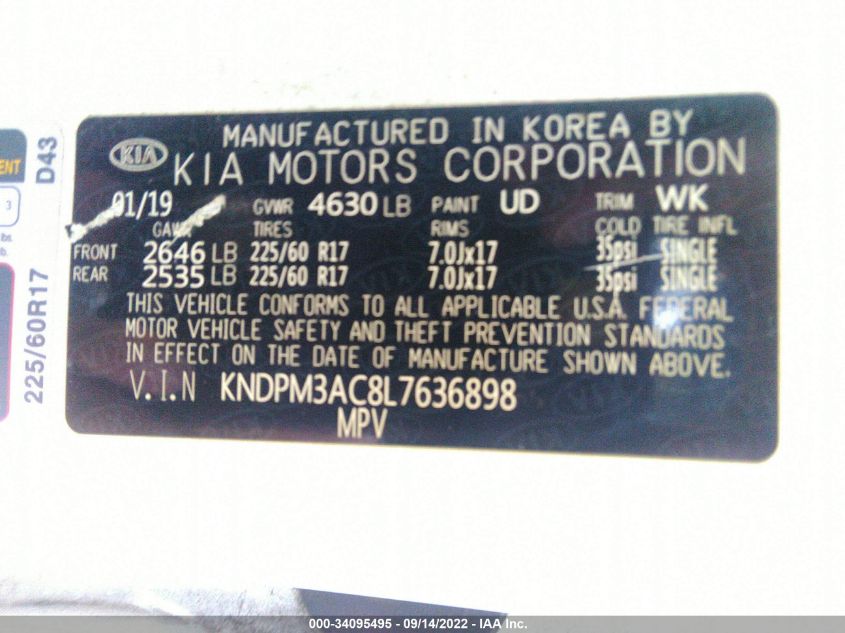 MANUFACTURED IN KOREA BY
KIA KIA MOTORS CORPORATION
01/19 GVWR 4630 LB PAINT UD TRIM WK
GAWR TIRES RIMS COLD TIRE INFL
FRONT 2646 LB 225/60 R17 7.0Jx17 35psi SINGLE
REAR 2535 LB 225/60 R17 7.0Jx17 35psi SINGLE
THIS VEHICLE CONFORMS TO ALL APPLICABLE U.S.A. FEDERAL
MOTOR VEHICLE SAFETY AND THEFT PREVENTION STANDARDS
IN EFFECT ON THE DATE OF MANUFACTURE SHOWN ABOVE.
V.I.N KNDPM3AC8L7636898
MPV
D43
225/60R17
3
000-34095495 - 09/14/2022 - IAA Inc.